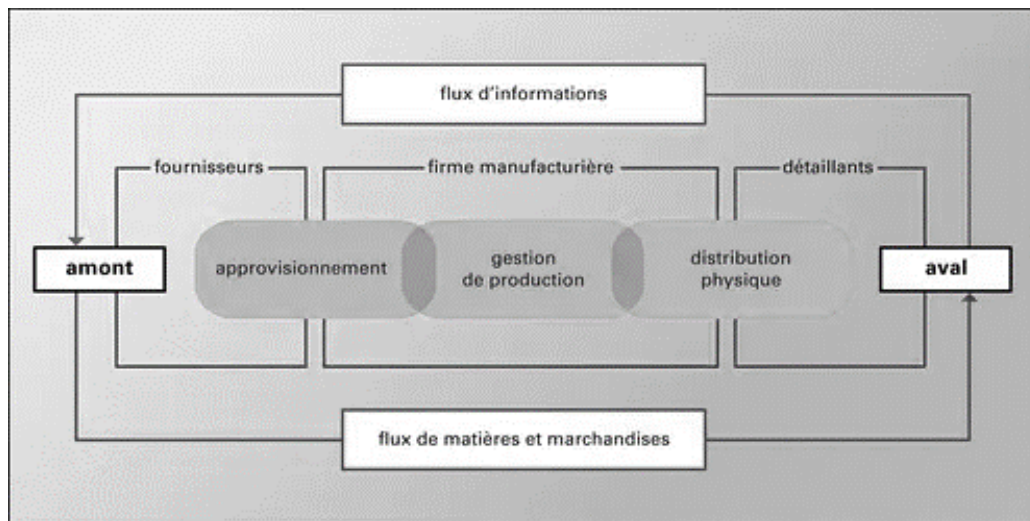 flux d'informations
fournisseurs
firme manufacturière
détaillants
amont
approvisionnement
gestion
de production
distribution
physique
aval
flux de matières et marchandises